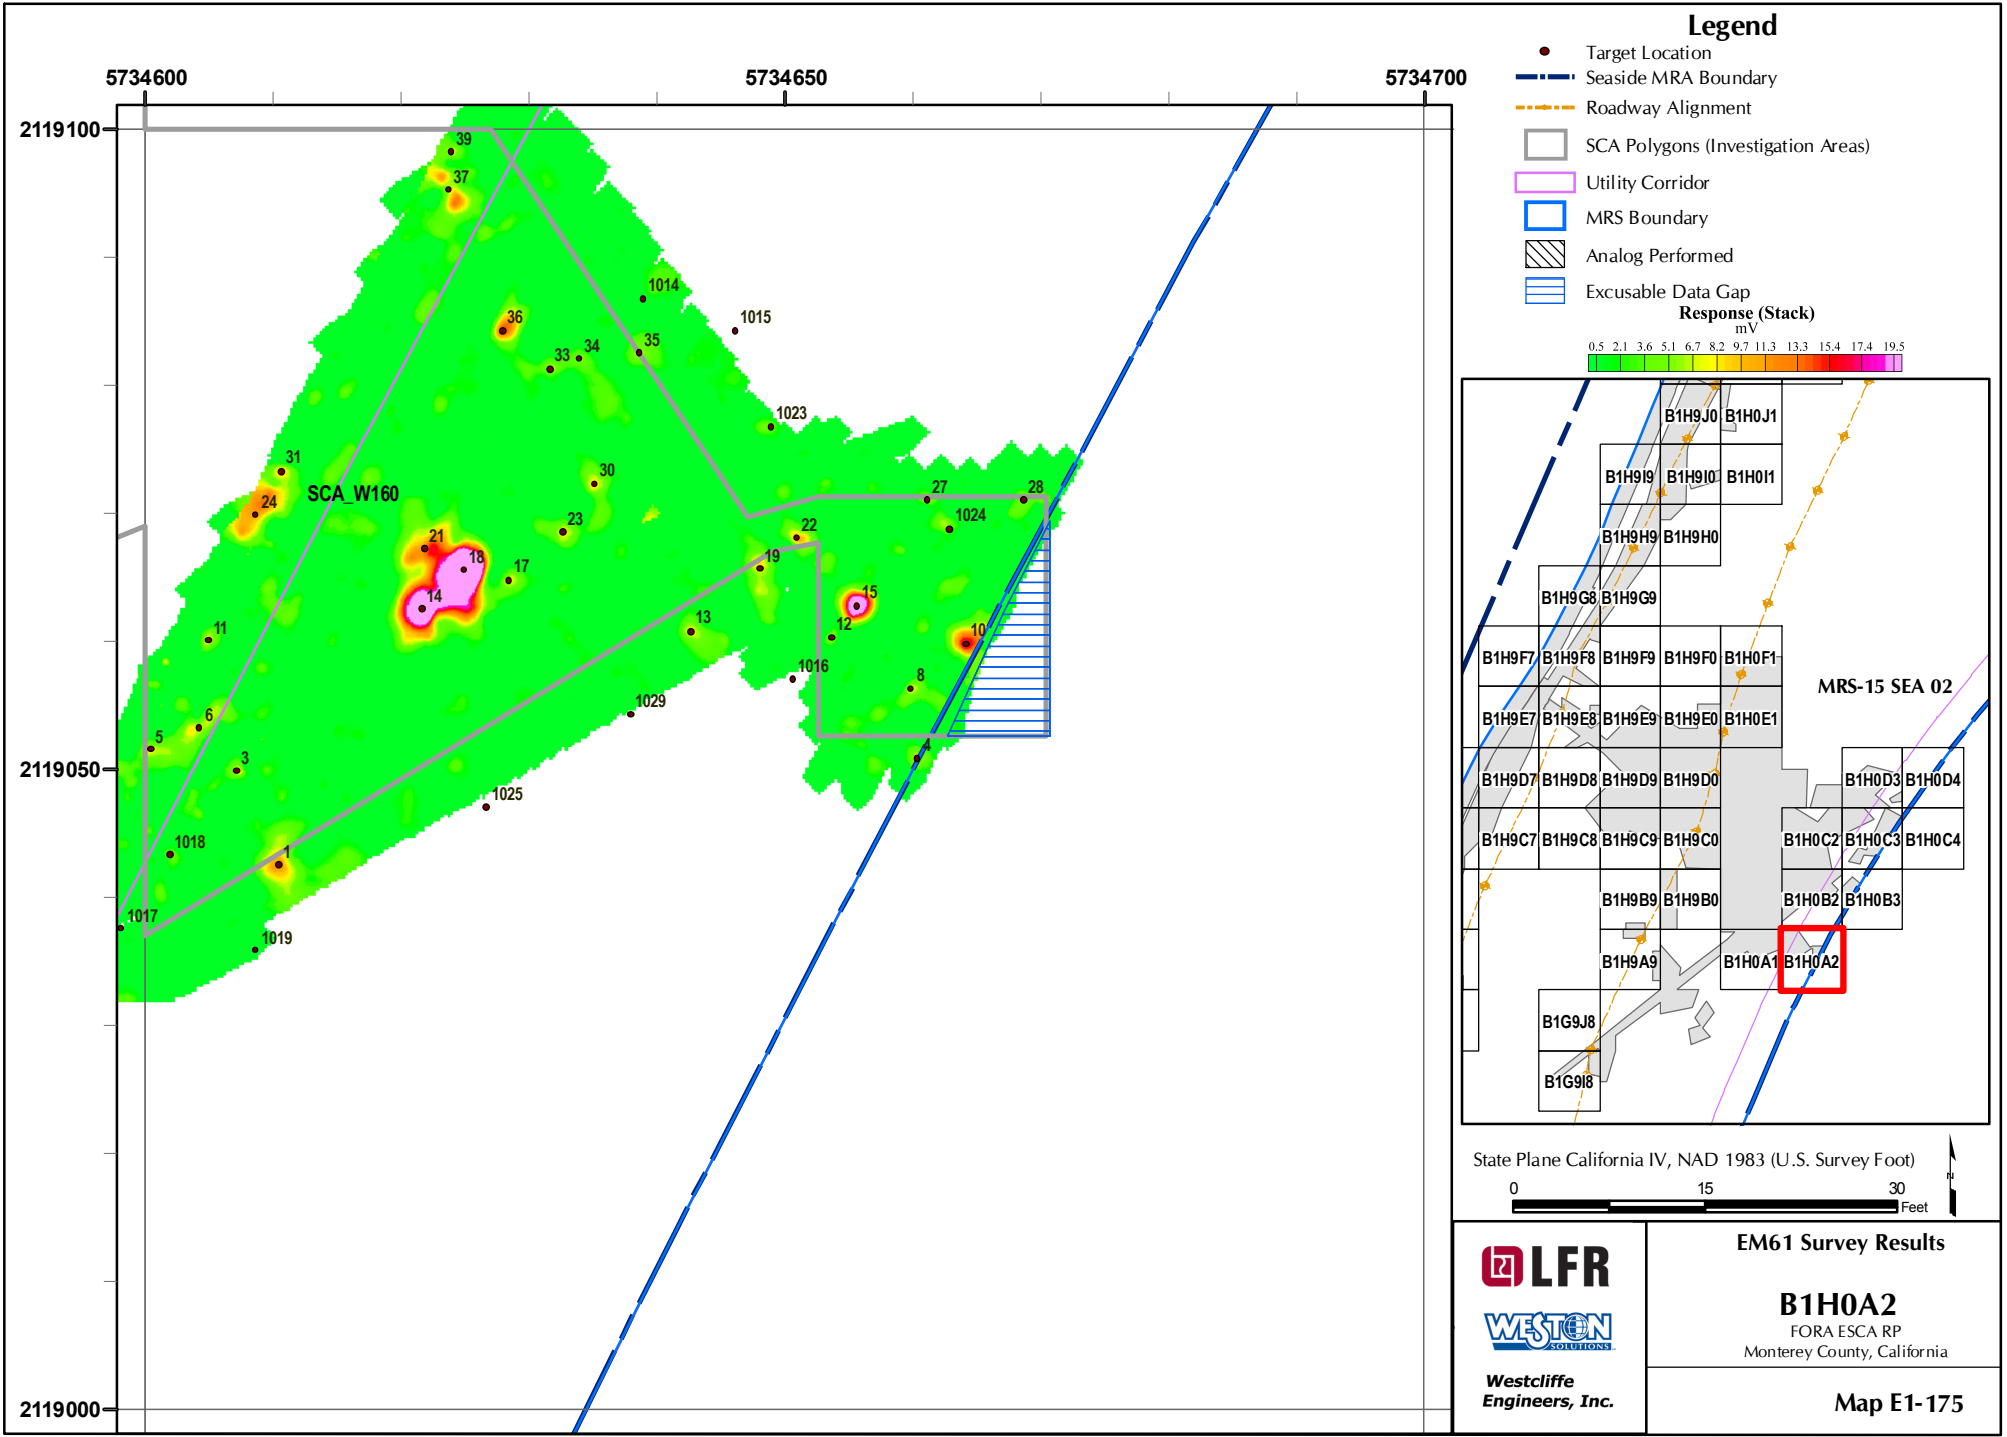 5734600
5734650
5734700
2119100
2119050
2119000
39
37
1014
1015
36
35
34
33
1023
31
30
24
SCA_W160
27
28
1024
23
22
21
19
18
17
15
14
13
12
11
10
1016
8
1029
6
5
4
3
1025
1018
1
1017
1019
Legend
Target Location
Seaside MRA Boundary
Roadway Alignment
SCA Polygons (Investigation Areas)
Utility Corridor
MRS Boundary
Analog Performed
Excusable Data Gap
Response (Stack)
mV
0.5 2.1 3.6 5.1 6.7 8.2 9.7 11.3 13.3 15.4 17.4 19.5
B1H9J0 B1H0J1
B1H9I9 B1H9I0 B1H0I1
B1H9H9 B1H9H0
B1H9G8 B1H9G9
B1H9F7 B1H9F8 B1H9F9 B1H9F0 B1H0F1
MRS-15 SEA 02
B1H9E7 B1H9E8 B1H9E9 B1H9E0 B1H0E1
B1H9D7 B1H9D8 B1H9D9 B1H9D0 B1H0D3 B1H0D4
B1H9C7 B1H9C8 B1H9C9 B1H9C0 B1H0C2 B1H0C3 B1H0C4
B1H9B9 B1H9B0 B1H0B2 B1H0B3
B1H9A9 B1H0A1 B1H0A2
B1G9J8
B1G9I8
State Plane California IV, NAD 1983 (U.S. Survey Foot)
0 15 30
Feet
N
LFR
WESTON
SOLUTIONS
Westcliffe
Engineers, Inc.
EM61 Survey Results
B1H0A2
FORA ESCA RP
Monterey County, California
Map E1-175